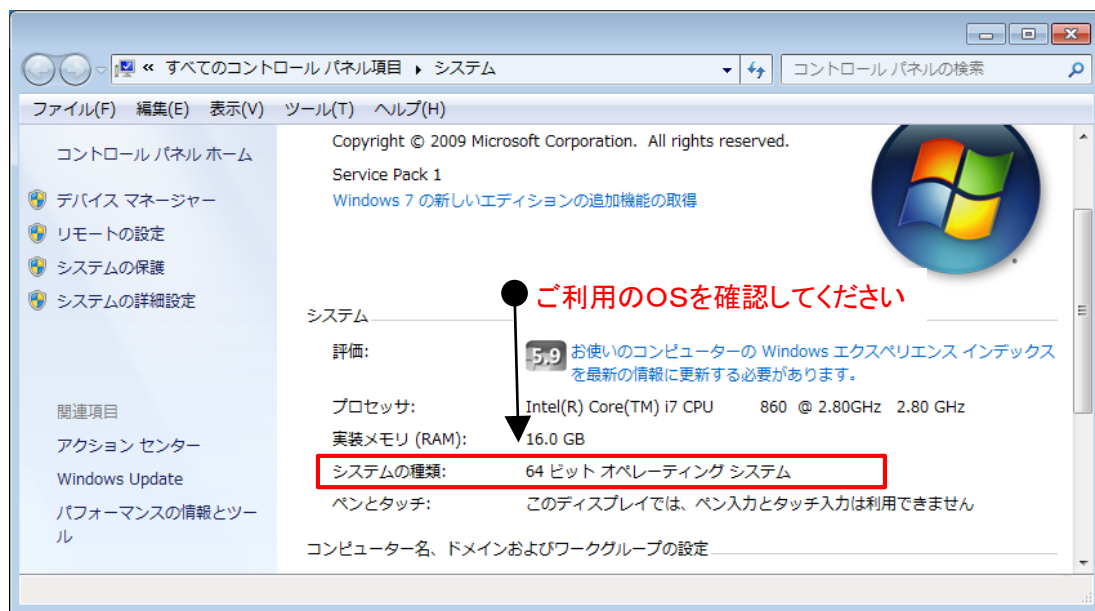 « すべてのコントロール パネル項目 ▸ システム
コントロール パネルの検索
ファイル(F) 編集(E) 表示(V) ツール(T) ヘルプ(H)
コントロール パネル ホーム
デバイス マネージャー
リモートの設定
システムの保護
システムの詳細設定
関連項目
アクション センター
Windows Update
パフォーマンスの情報とツー
ル
Copyright © 2009 Microsoft Corporation. All rights reserved.
Service Pack 1
Windows 7 の新しいエディションの追加機能の取得
ご利用のOSを確認してください
システム
評価:
5.9 お使いのコンピューターの Windows エクスペリエンス インデックス
を最新の情報に更新する必要があります。
プロセッサ: Intel(R) Core(TM) i7 CPU 860 @ 2.80GHz 2.80 GHz
実装メモリ (RAM): 16.0 GB
システムの種類: 64 ビット オペレーティング システム
ペンとタッチ: このディスプレイでは、ペン入力とタッチ入力は利用できません
コンピューター名、ドメインおよびワークグループの設定